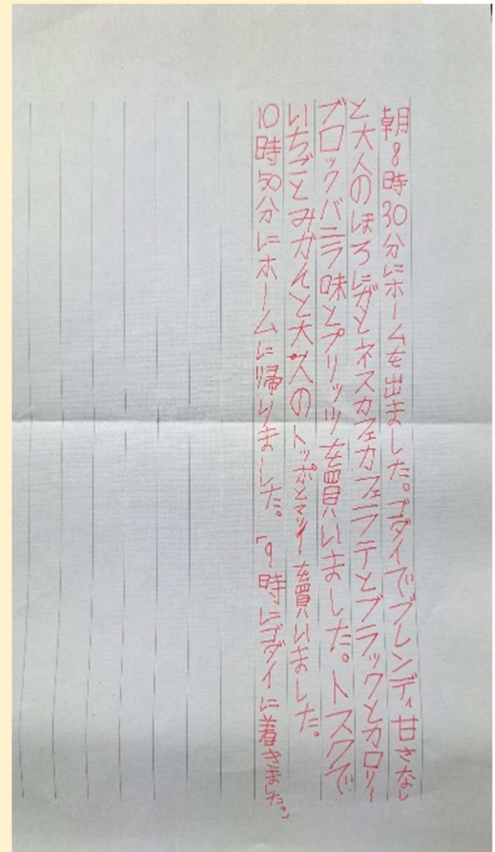 朝8時30分にホームを出ました。ゴダイでブレンディ甘さなし
と大人のほろにがとネスカフェカフェラテとブラックとカロリー
ブロックバニラ味とプリッツを買いました。トスクで
いちごとみかんと大人のトッポとマッチーを買いました。
10時50分にホームに帰りました。「9時にゴダイに着きました。」